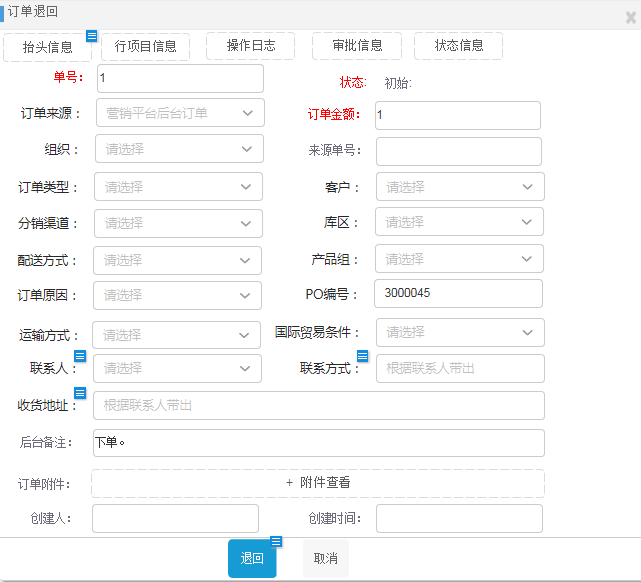 订单退回
抬头信息 行项目信息 操作日志 审批信息 状态信息
单号: 1 状态: 初始:
订单来源: 营销平台后台订单 订单金额: 1
组织: 请选择 来源单号:
订单类型: 请选择 客户: 请选择
分销渠道: 请选择 库区: 请选择
配送方式: 请选择 产品组: 请选择
订单原因: 请选择 PO编号: 3000045
运输方式: 请选择 国际贸易条件: 请选择
联系人: 请选择 联系方式: 根据联系人带出
收货地址: 根据联系人带出
后台备注: 下单。
订单附件: + 附件查看
创建人: 创建时间:
退回 取消